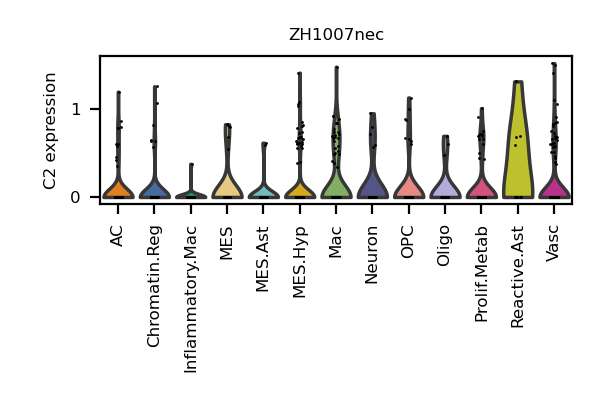 ZH1007nec
C2 expression
1
0
AC
Chromatin.Reg
Inflammatory.Mac
MES
MES.Ast
MES.Hyp
Mac
Neuron
OPC
Oligo
Prolif.Metab
Reactive.Ast
Vasc